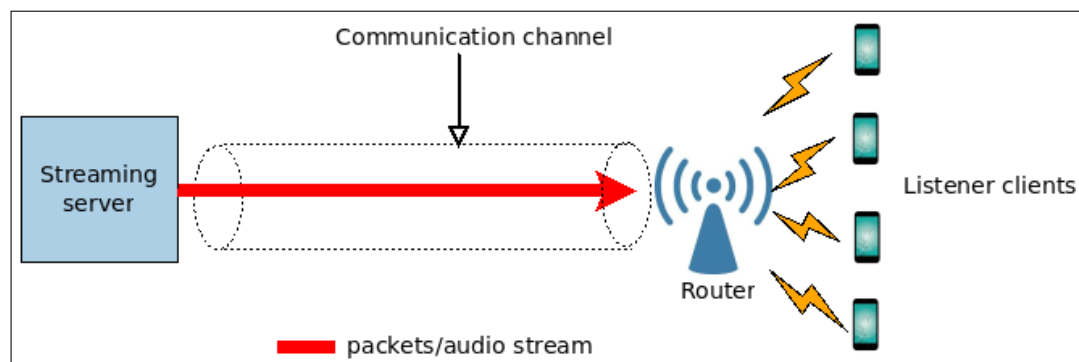 Communication channel
Streaming
server
Listener clients
Router
packets/audio stream